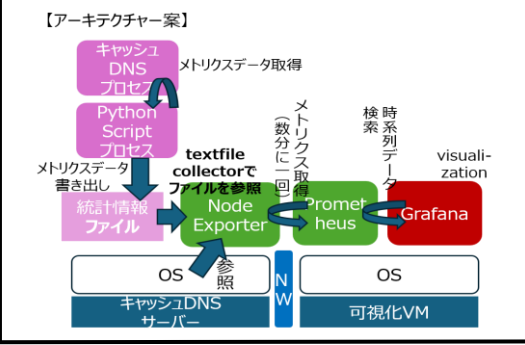 【アーキテクチャー案】
キャッシュ
DNS
プロセス
メトリクスデータ取得
Python
Script
プロセス
メトリクスデータ
書き出し
統計情報
ファイル
textfile
collectorで
ファイルを参照
Node
Exporter
メトリクス取得
(数分に一回)
Promet
heus
時系列データ
検索
visuali-
zation
Grafana
OS
参照
NW
OS
キャッシュDNS
サーバー
可視化VM